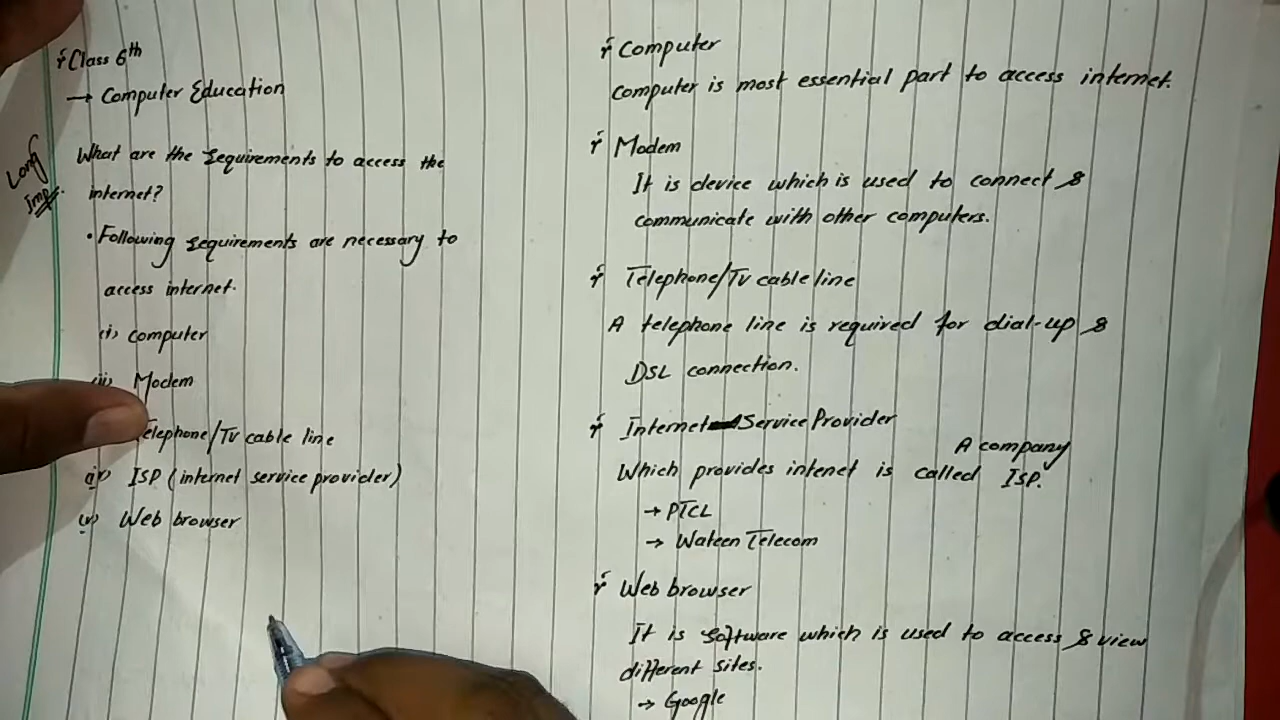 Class 6th
→ Computer Education
Long
Imp.
What are the requirements to access the
internet?
• Following requirements are necessary to
access internet.
(i) Computer
(ii) Modem
Telephone/Tv cable line
(iv) ISP (internet service provider)
(v) Web browser
Computer
Computer is most essential part to access internet.
Modem
It is device which is used to connect &
communicate with other computers.
Telephone/Tv cable line
A telephone line is required for dial-up &
DSL connection.
Internet Service Provider
A company
Which provides intenet is called ISP.
→ PTCL
→ Wateen Telecom
Web browser
It is software which is used to access & view
different sites.
→ Google